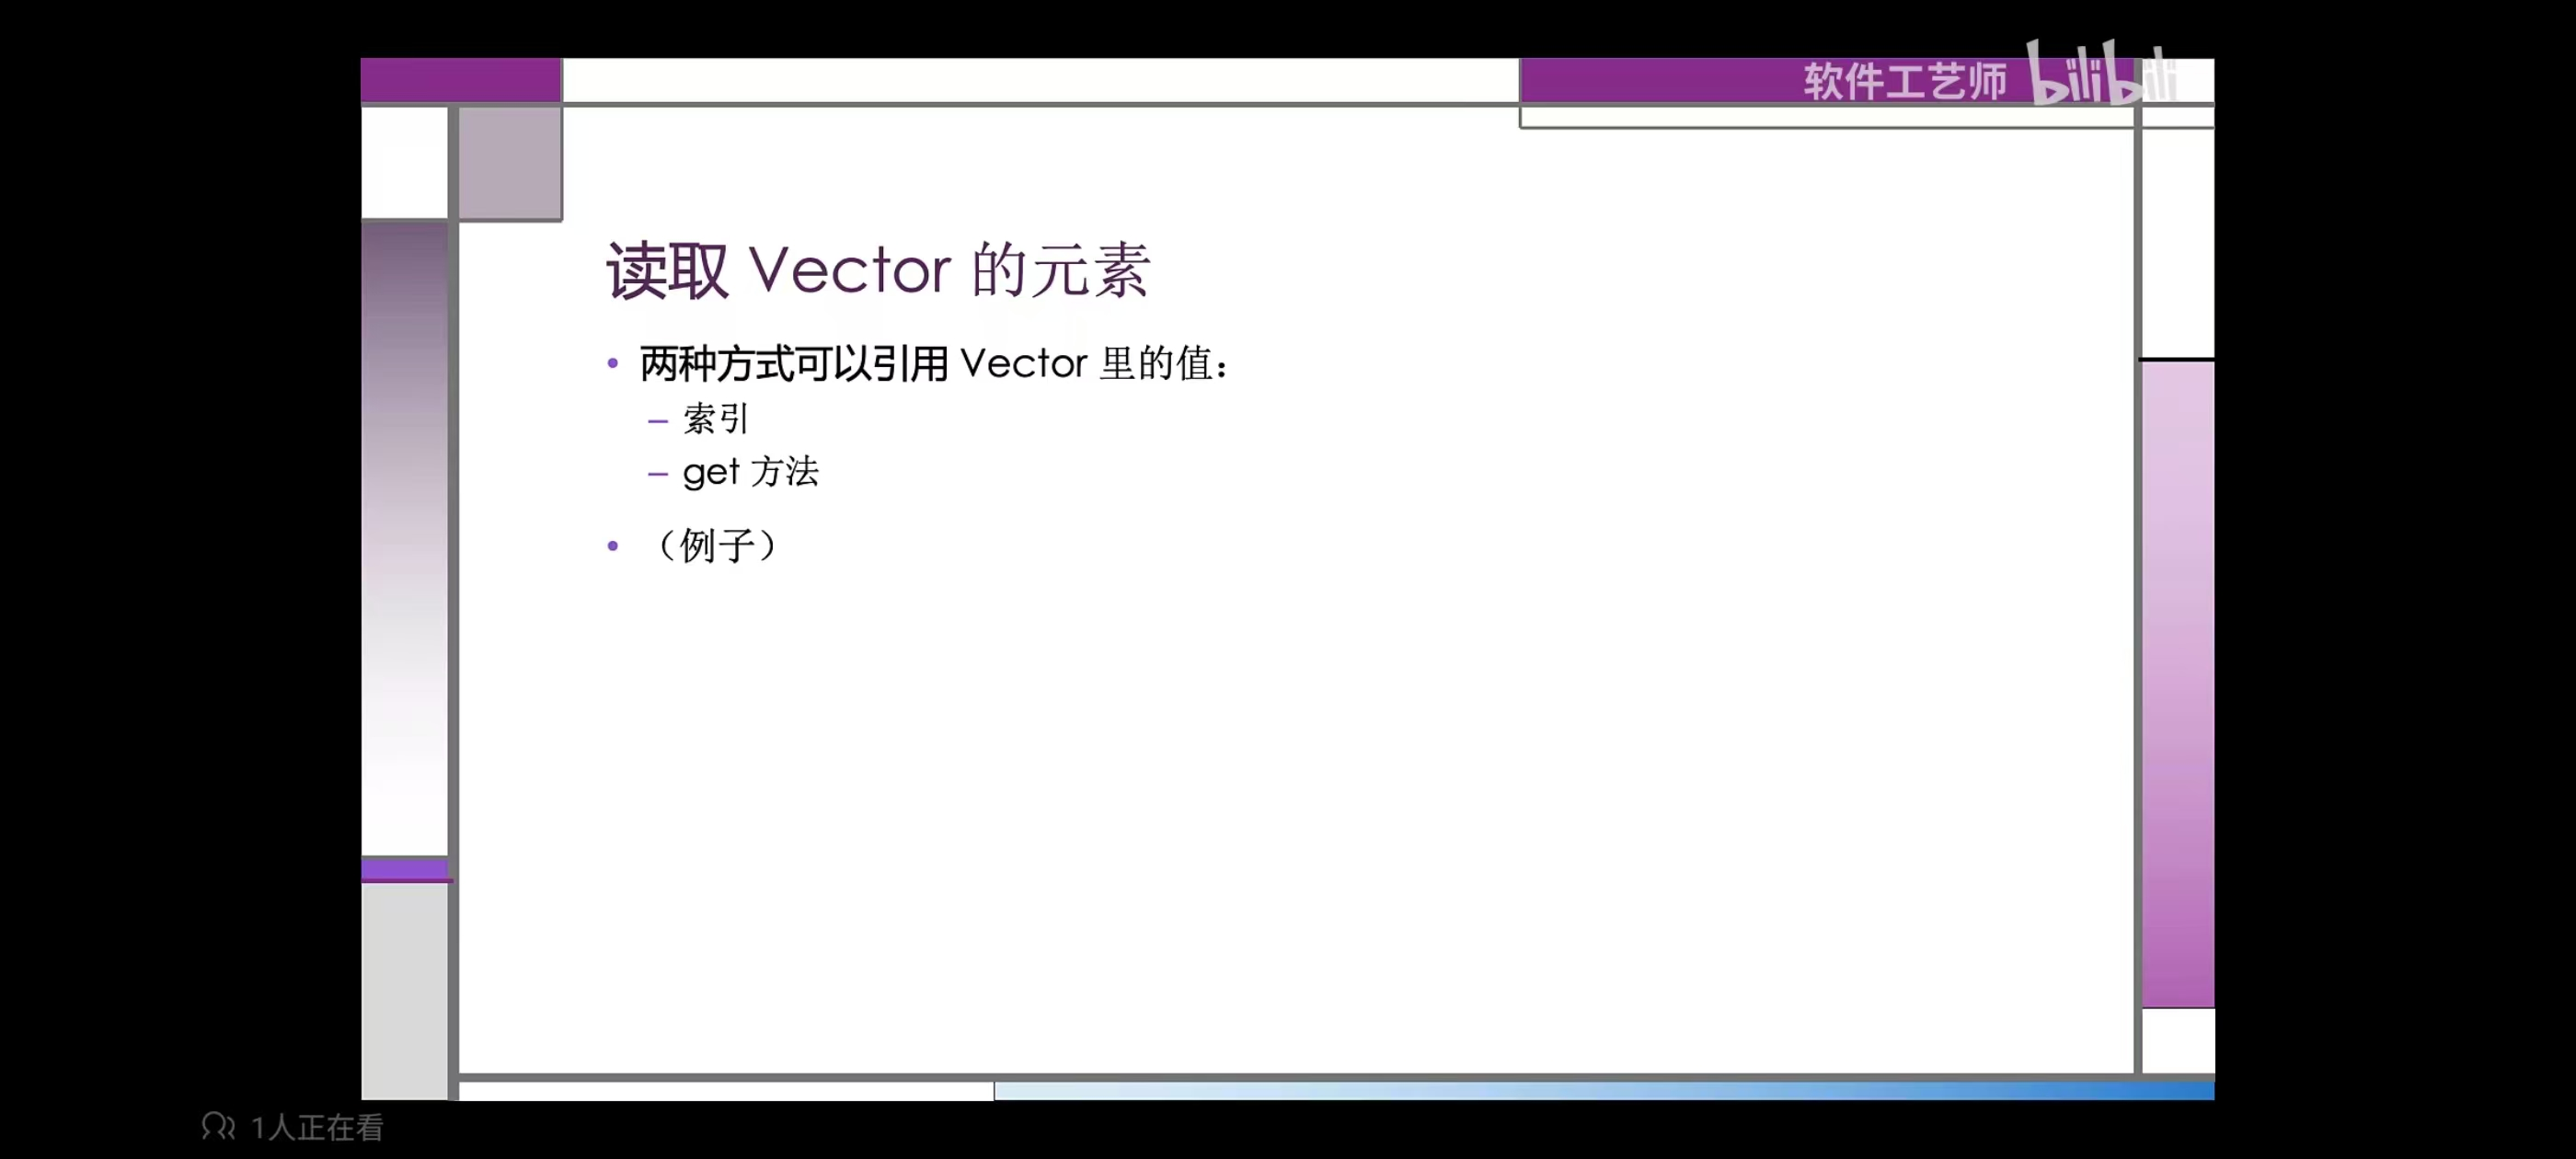 软件工艺师 bilibili
读取 Vector 的元素
• 两种方式可以引用 Vector 里的值：
– 索引
– get 方法
• （例子）
1人正在看